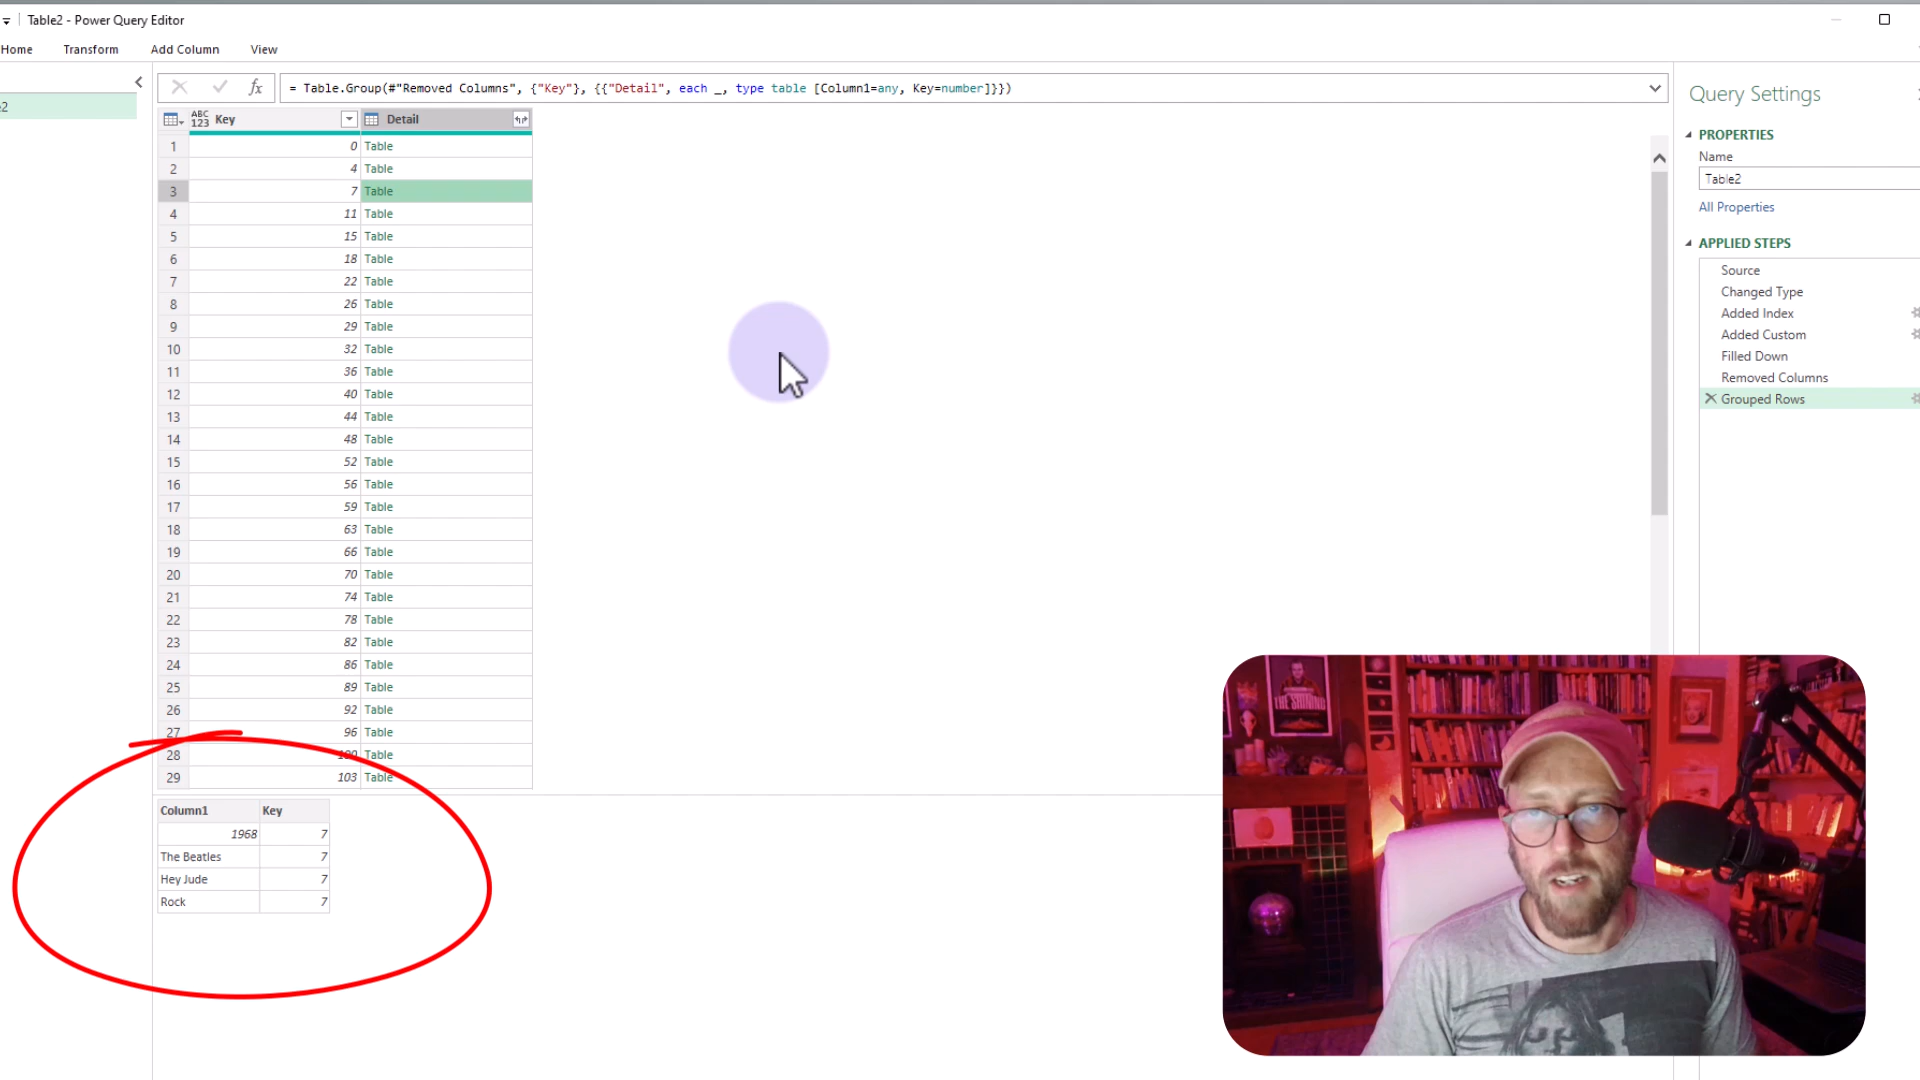 Table2 - Power Query Editor
Home Transform Add Column View
2
fx = Table.Group(#"Removed Columns", {"Key"}, {{"Detail", each _, type table [Column1=any, Key=number]}})
ABC 123 Key Detail
1 0 Table
2 4 Table
3 7 Table
4 11 Table
5 15 Table
6 18 Table
7 22 Table
8 26 Table
9 29 Table
10 32 Table
11 36 Table
12 40 Table
13 44 Table
14 48 Table
15 52 Table
16 56 Table
17 59 Table
18 63 Table
19 66 Table
20 70 Table
21 74 Table
22 78 Table
23 82 Table
24 86 Table
25 89 Table
26 92 Table
27 96 Table
28 100 Table
29 103 Table
Column1 Key
1968 7
The Beatles 7
Hey Jude 7
Rock 7
Query Settings
PROPERTIES
Name
Table2
All Properties
APPLIED STEPS
Source
Changed Type
Added Index
Added Custom
Filled Down
Removed Columns
Grouped Rows
THE SHINING